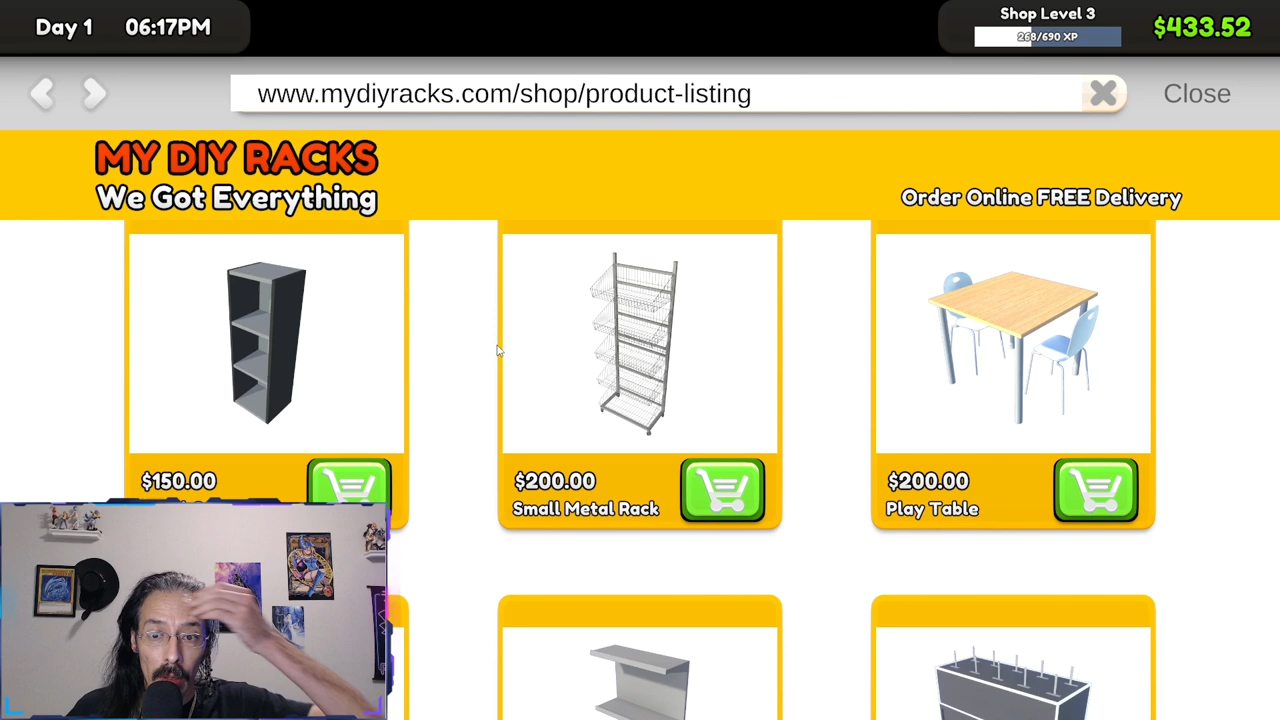 Day 1 06:17PM
Shop Level 3
268/690 XP
$433.52
www.mydiyracks.com/shop/product-listing
Close
MY DIY RACKS
We Got Everything
Order Online FREE Delivery
$150.00
$200.00
Small Metal Rack
$200.00
Play Table